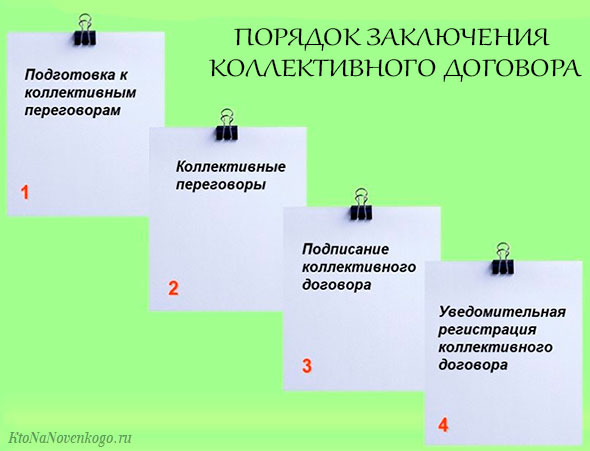 ПОРЯДОК ЗАКЛЮЧЕНИЯ
КОЛЛЕКТИВНОГО ДОГОВОРА
Подготовка к
коллективным
переговорам
1
Коллективные
переговоры
2
Подписание
коллективного
договора
3
Уведомительная
регистрация
коллективного
договора
4
KtoNaNovenkogo.ru